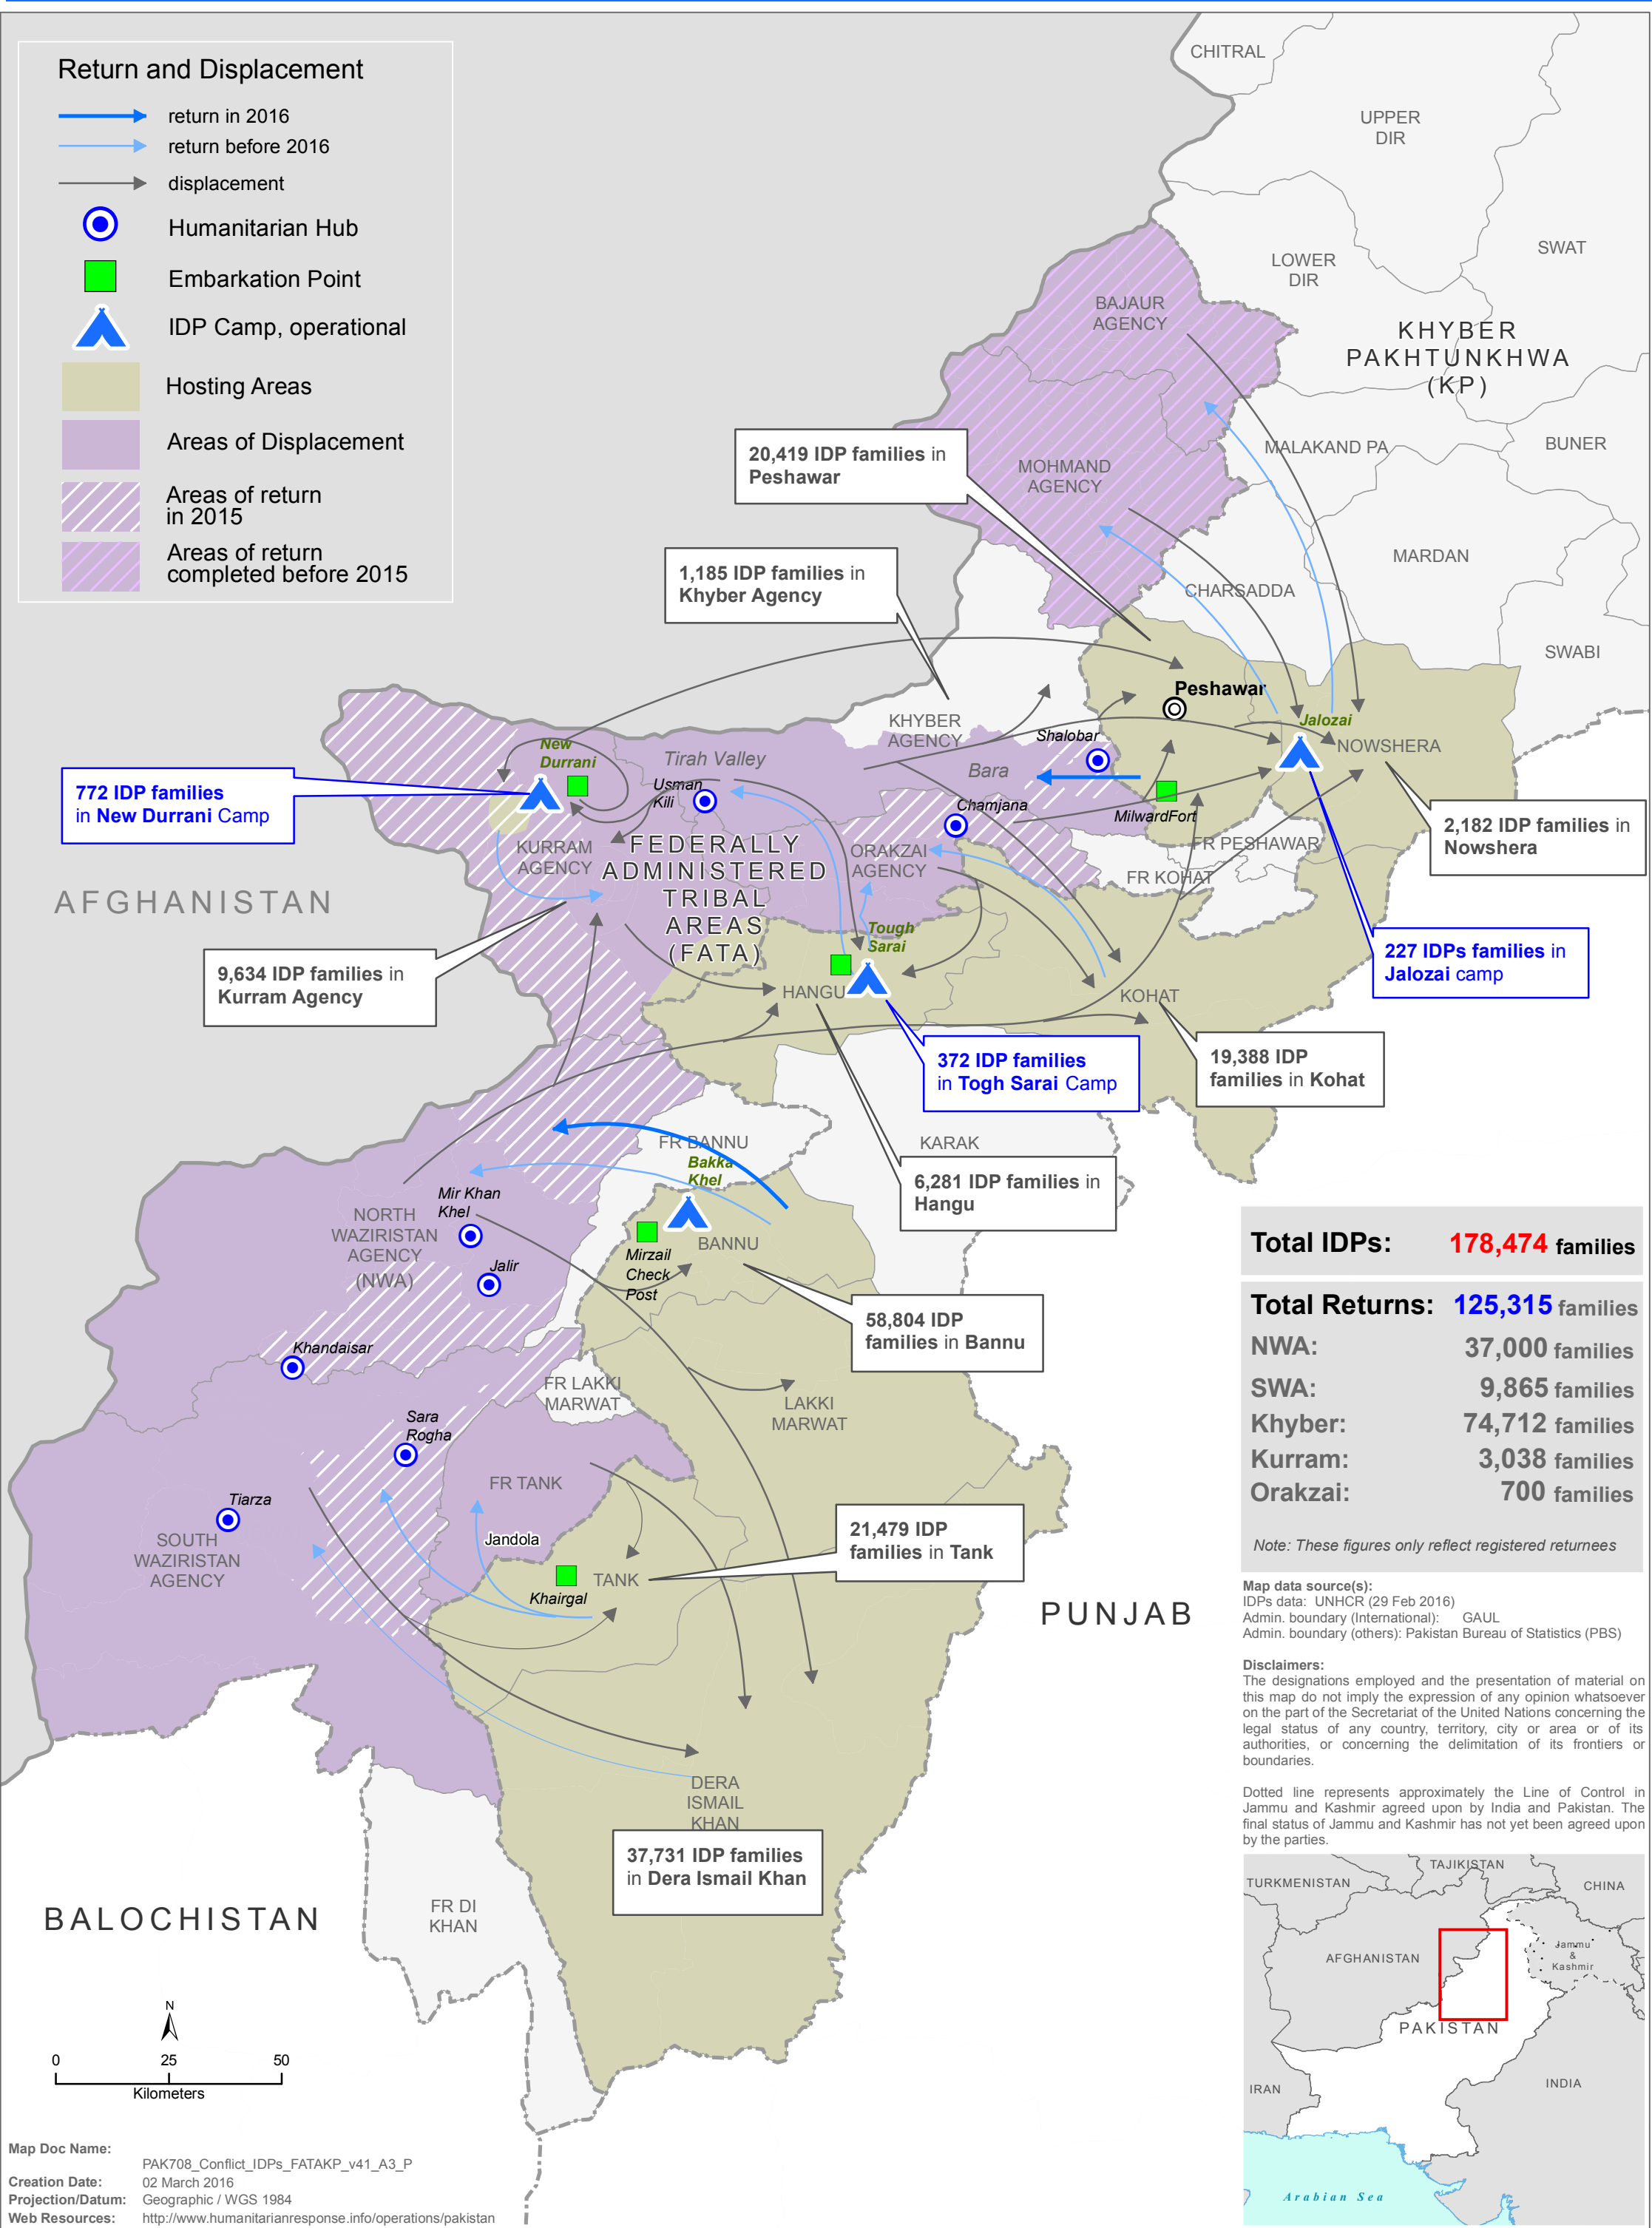 Return and Displacement
return in 2016
return before 2016
displacement
Humanitarian Hub
Embarkation Point
IDP Camp, operational
Hosting Areas
Areas of Displacement
Areas of return
in 2015
Areas of return
completed before 2015
CHITRAL
UPPER
DIR
LOWER
DIR
SWAT
KHYBER
PAKHTUNKHWA
(KP)
BAJAUR
AGENCY
MALAKAND PA
BUNER
MOHMAND
AGENCY
20,419 IDP families in
Peshawar
MARDAN
CHARSADDA
1,185 IDP families in
Khyber Agency
SWABI
Peshawar
KHYBER
AGENCY
Shalobar
Jalozai
NOWSHERA
New
Durrani
Tirah Valley
Bara
Usman
Kili
772 IDP families
in New Durrani Camp
Chamjana
MilwardFort
2,182 IDP families in
Nowshera
KURRAM
AGENCY
FEDERALLY
ADMINISTERED
TRIBAL
AREAS
(FATA)
ORAKZAI
AGENCY
FR PESHAWAR
FR KOHAT
AFGHANISTAN
Tough
Sarai
227 IDPs families in
Jalozai camp
9,634 IDP families in
Kurram Agency
HANGU
KOHAT
372 IDP families
in Togh Sarai Camp
19,388 IDP
families in Kohat
FR BANNU
KARAK
Bakka
Khel
6,281 IDP families in
Hangu
Mir Khan
Khel
NORTH
WAZIRISTAN
AGENCY
(NWA)
Jalir
BANNU
Mirzail
Check
Post
58,804 IDP
families in Bannu
Khandaisar
FR LAKKI
MARWAT
LAKKI
MARWAT
Sara
Rogha
FR TANK
Tiarza
SOUTH
WAZIRISTAN
AGENCY
Jandola
21,479 IDP
families in Tank
TANK
Khairgal
PUNJAB
DERA
ISMAIL
KHAN
37,731 IDP families
in Dera Ismail Khan
BALOCHISTAN
FR DI
KHAN
Total IDPs: 178,474 families
Total Returns: 125,315 families
NWA: 37,000 families
SWA: 9,865 families
Khyber: 74,712 families
Kurram: 3,038 families
Orakzai: 700 families
Note: These figures only reflect registered returnees
Map data source(s):
IDPs data: UNHCR (29 Feb 2016)
Admin. boundary (International): GAUL
Admin. boundary (others): Pakistan Bureau of Statistics (PBS)
Disclaimers:
The designations employed and the presentation of material on
this map do not imply the expression of any opinion whatsoever
on the part of the Secretariat of the United Nations concerning the
legal status of any country, territory, city or area or of its
authorities, or concerning the delimitation of its frontiers or
boundaries.
Dotted line represents approximately the Line of Control in
Jammu and Kashmir agreed upon by India and Pakistan. The
final status of Jammu and Kashmir has not yet been agreed upon
by the parties.
TAJIKISTAN
TURKMENISTAN
CHINA
AFGHANISTAN
Jammu
&
Kashmir
PAKISTAN
IRAN
INDIA
Arabian Sea
N
0 25 50
Kilometers
Map Doc Name:
PAK708_Conflict_IDPs_FATAKP_v41_A3_P
Creation Date: 02 March 2016
Projection/Datum: Geographic / WGS 1984
Web Resources: http://www.humanitarianresponse.info/operations/pakistan